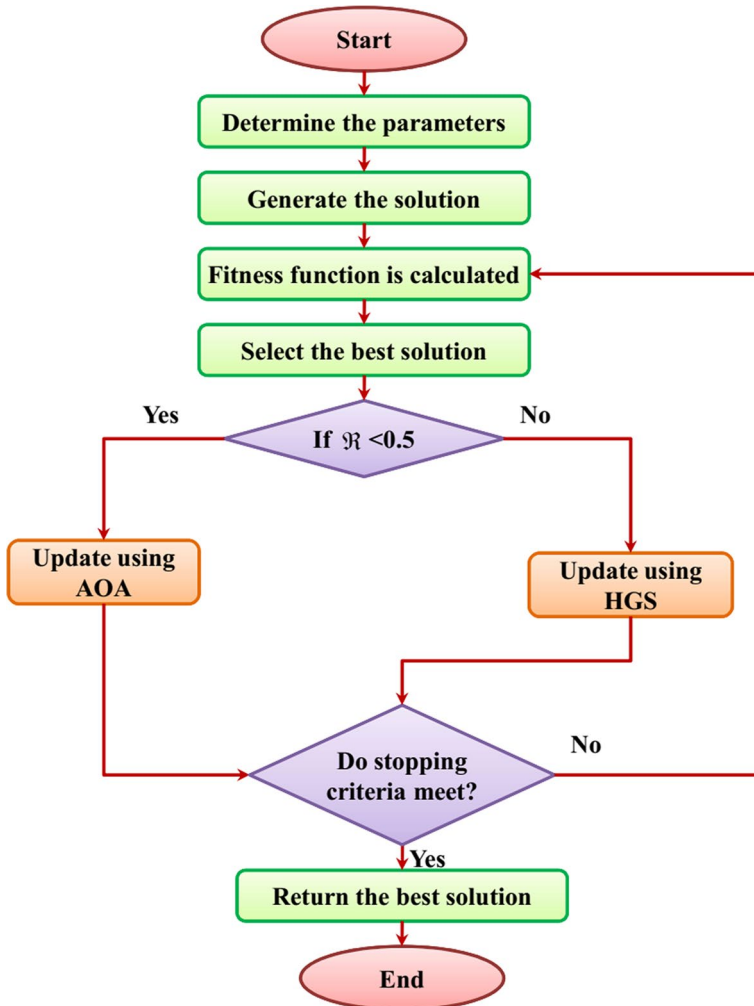 Start
Determine the parameters
Generate the solution
Fitness function is calculated
Select the best solution
Yes
If ℜ <0.5
No
Update using
AOA
Update using
HGS
Do stopping
criteria meet?
No
Yes
Return the best solution
End